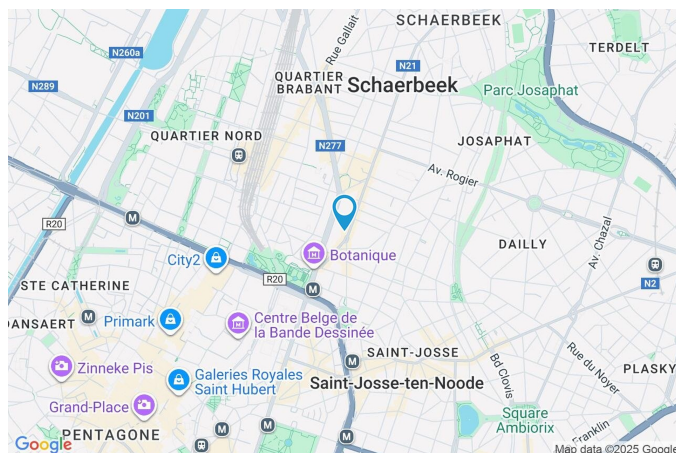 SCHAERBEEK
N260a
Rue Gallait
TERDELT
N21
QUARTIER
BRABANT
Schaerbeek
N289
Parc Josaphat
N201
QUARTIER NORD
N277
JOSAPHAT
Av. Rogier
M
R20
M
DAILLY
Av. Chazal
City2
Botanique
R20
N2
STE CATHERINE
M
M
DANSAERT
Primark
Centre Belge de
la Bande Dessinée
SAINT-JOSSE
Rue du Noyer
Zinneke Pis
M
PLASKY
Galeries Royales
Saint Hubert
Saint-Josse-ten-Noode
Bd Clovis
Grand-Place
Square
Ambiorix
M
M
Franklin
PENTAGONE
Google
Map data ©2025 Google